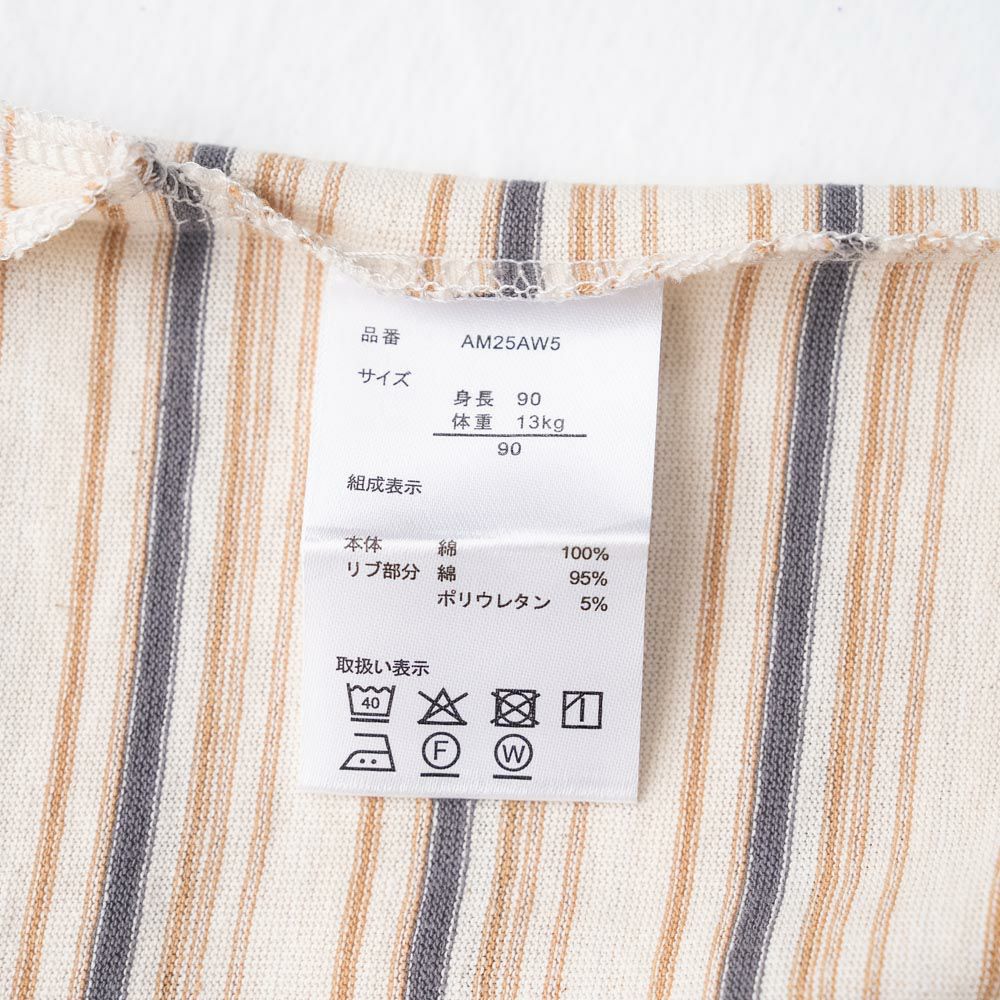 品番 AM25AW5
サイズ
身長 90
体重 13kg
90
組成表示
本体 綿 100%
リブ部分 綿 95%
ポリウレタン 5%
取扱い表示
40
F W